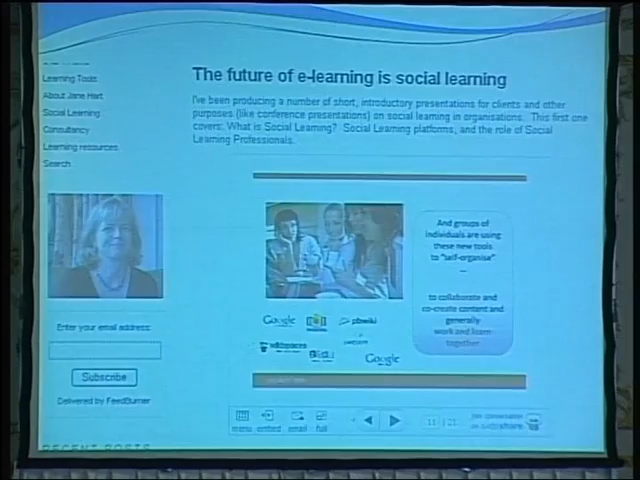 Learning Tools
About Jane Hart
Social Learning
Consultancy
Learning resources
Search
The future of e-learning is social learning
I've been producing a number of short, introductory presentations for clients and other
purposes (like conference presentations) on social learning in organisations. This first one
covers: What is Social Learning? Social Learning platforms, and the role of Social
Learning Professionals.
And groups of
individuals are using
these new tools
to "self-organise"
—
to collaborate and
co-create content and
generally
work and learn
together
Google
pbwiki
wikispaces
Google
Enter your email address:
Subscribe
Delivered by FeedBurner
menu embed email full
RECENT POSTS